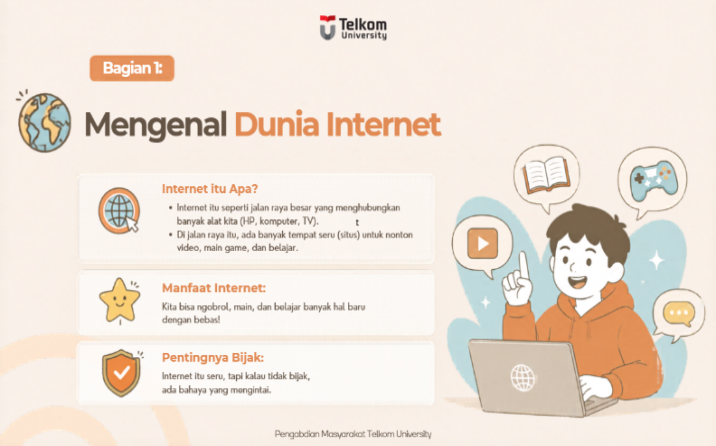 Telkom
University
Bagian 1:
Mengenal Dunia Internet
Internet itu Apa?
• Internet itu seperti jalan raya besar yang menghubungkan
banyak alat kita (HP, komputer, TV). t
• Di jalan raya itu, ada banyak tempat seru (situs) untuk nonton
video, main game, dan belajar.
Manfaat Internet:
Kita bisa ngobrol, main, dan belajar banyak hal baru
dengan bebas!
Pentingnya Bijak:
Internet itu seru, tapi kalau tidak bijak,
ada bahaya yang mengintai.
Pengabdian Masyarakat Telkom University